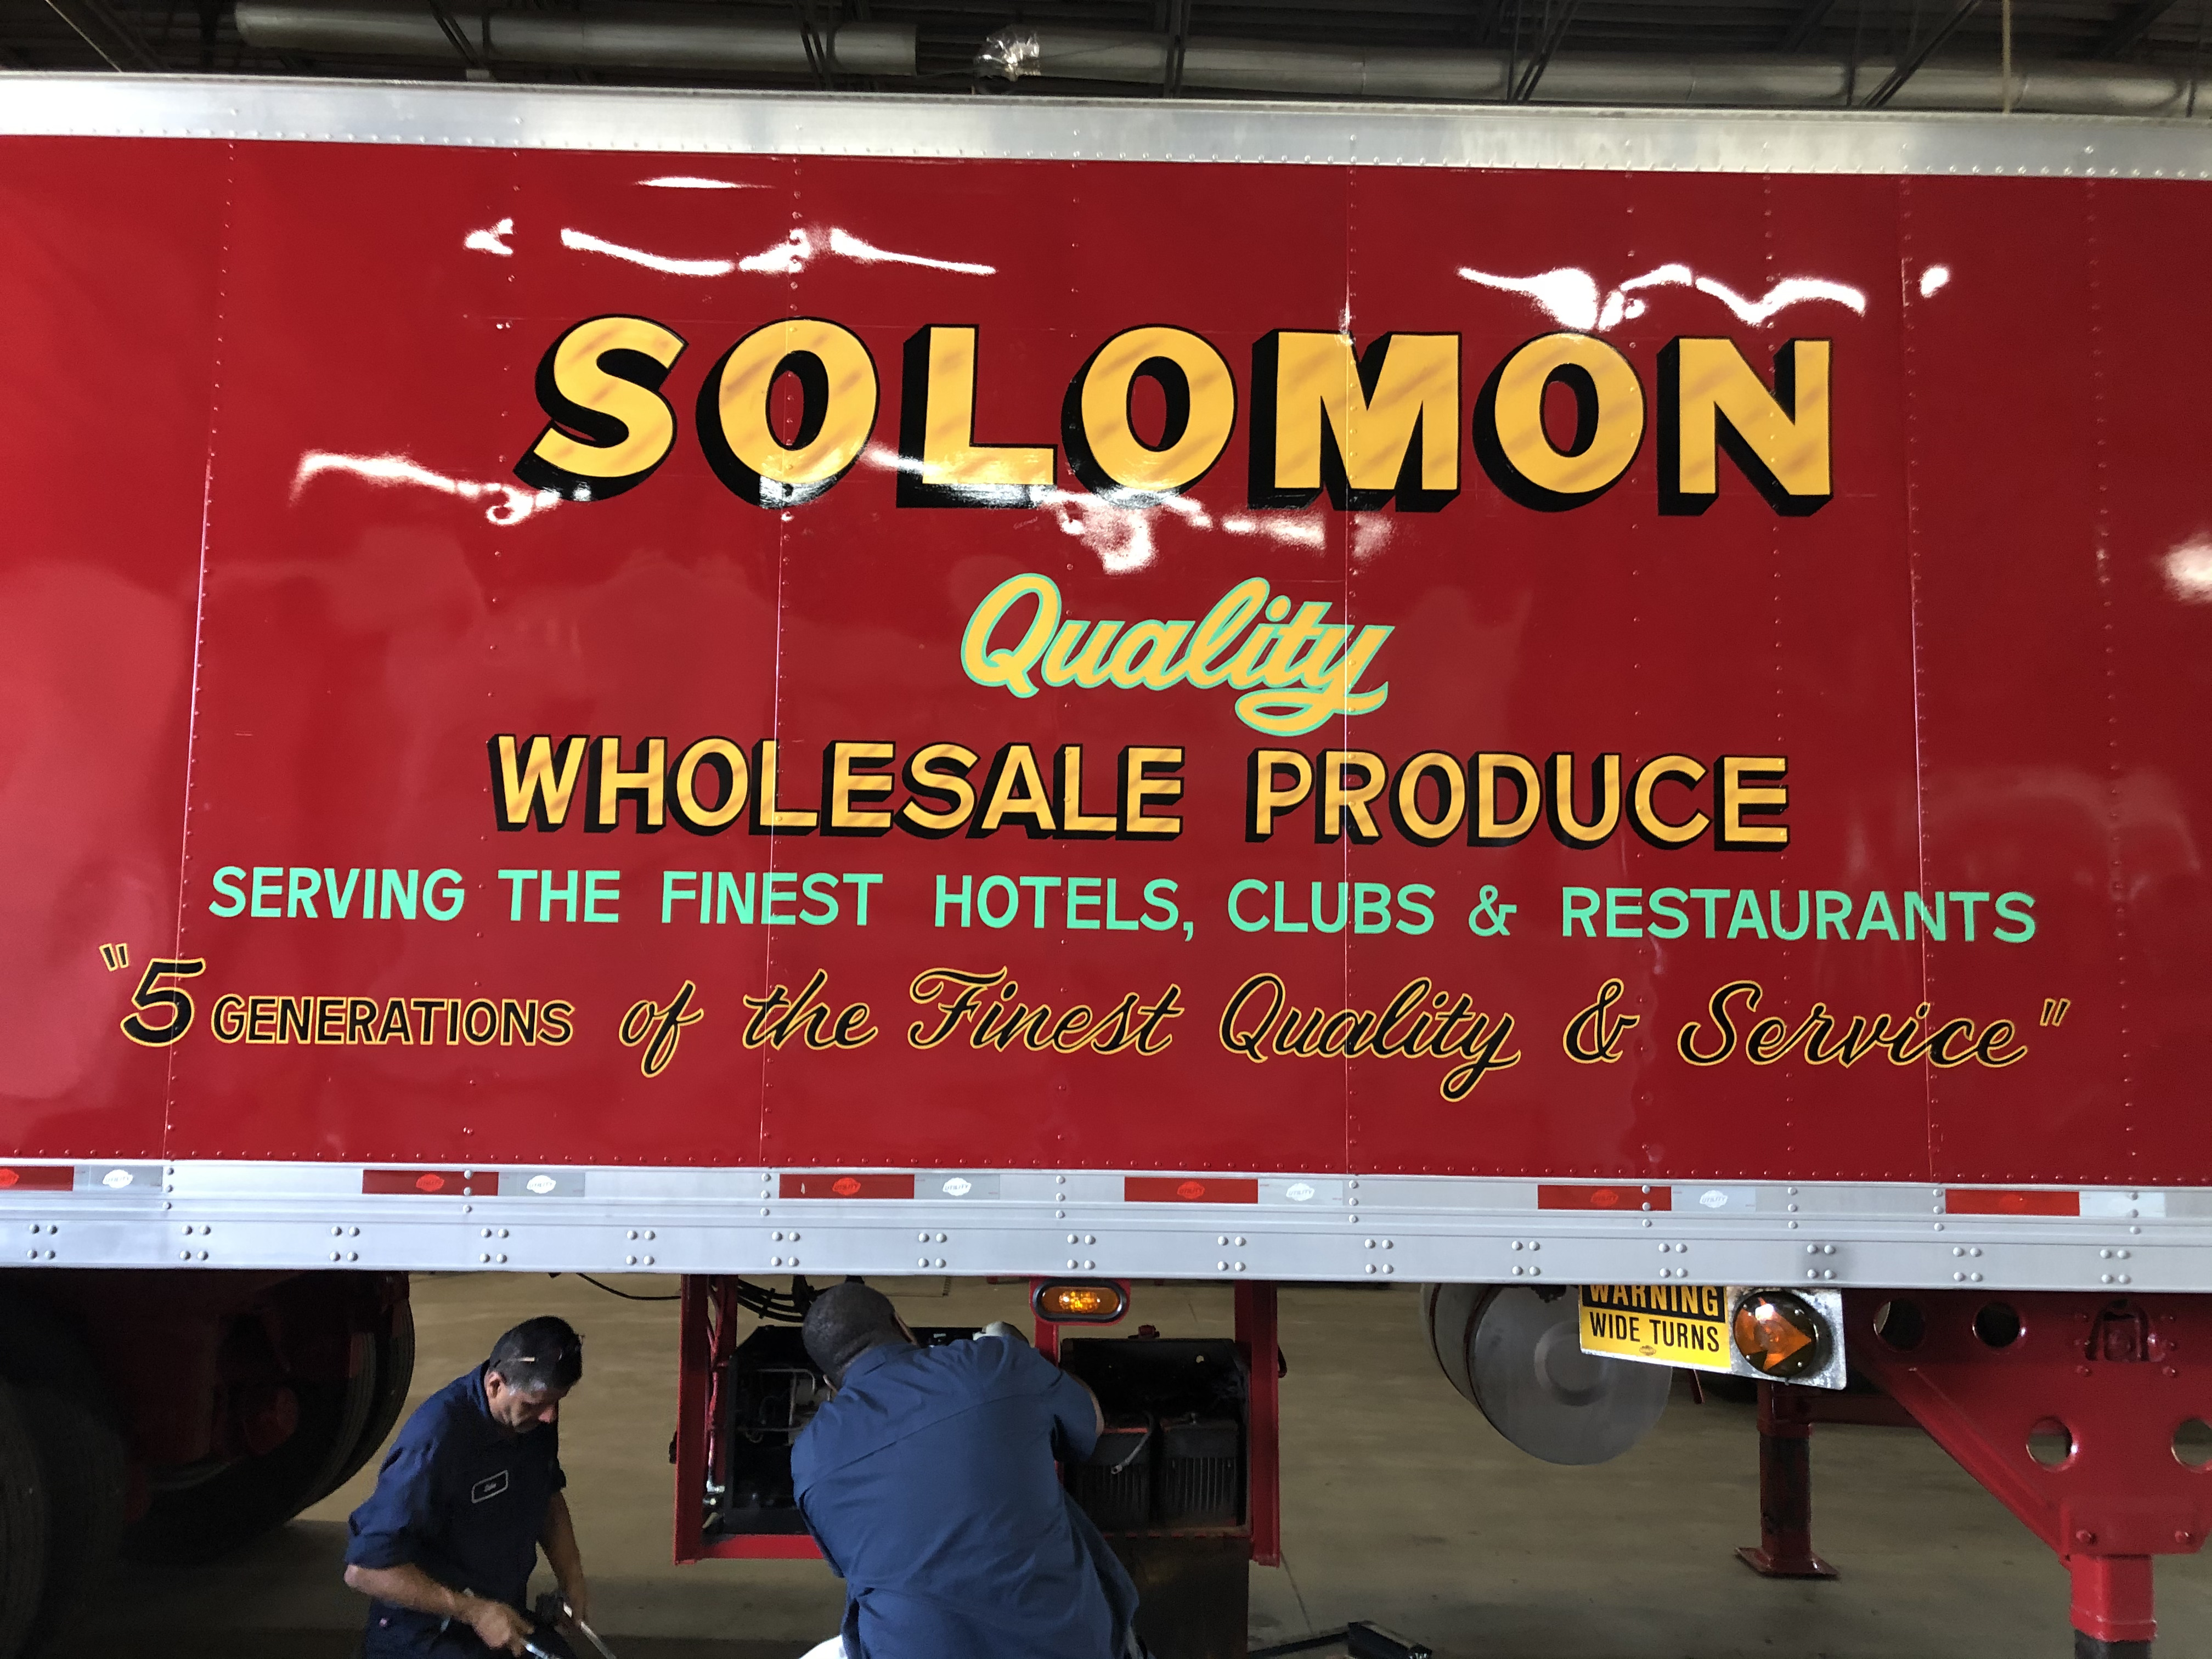 SOLOMON
Quality
WHOLESALE PRODUCE
SERVING THE FINEST HOTELS, CLUBS & RESTAURANTS
"5 GENERATIONS of the Finest Quality & Service"
WARNING
WIDE TURNS